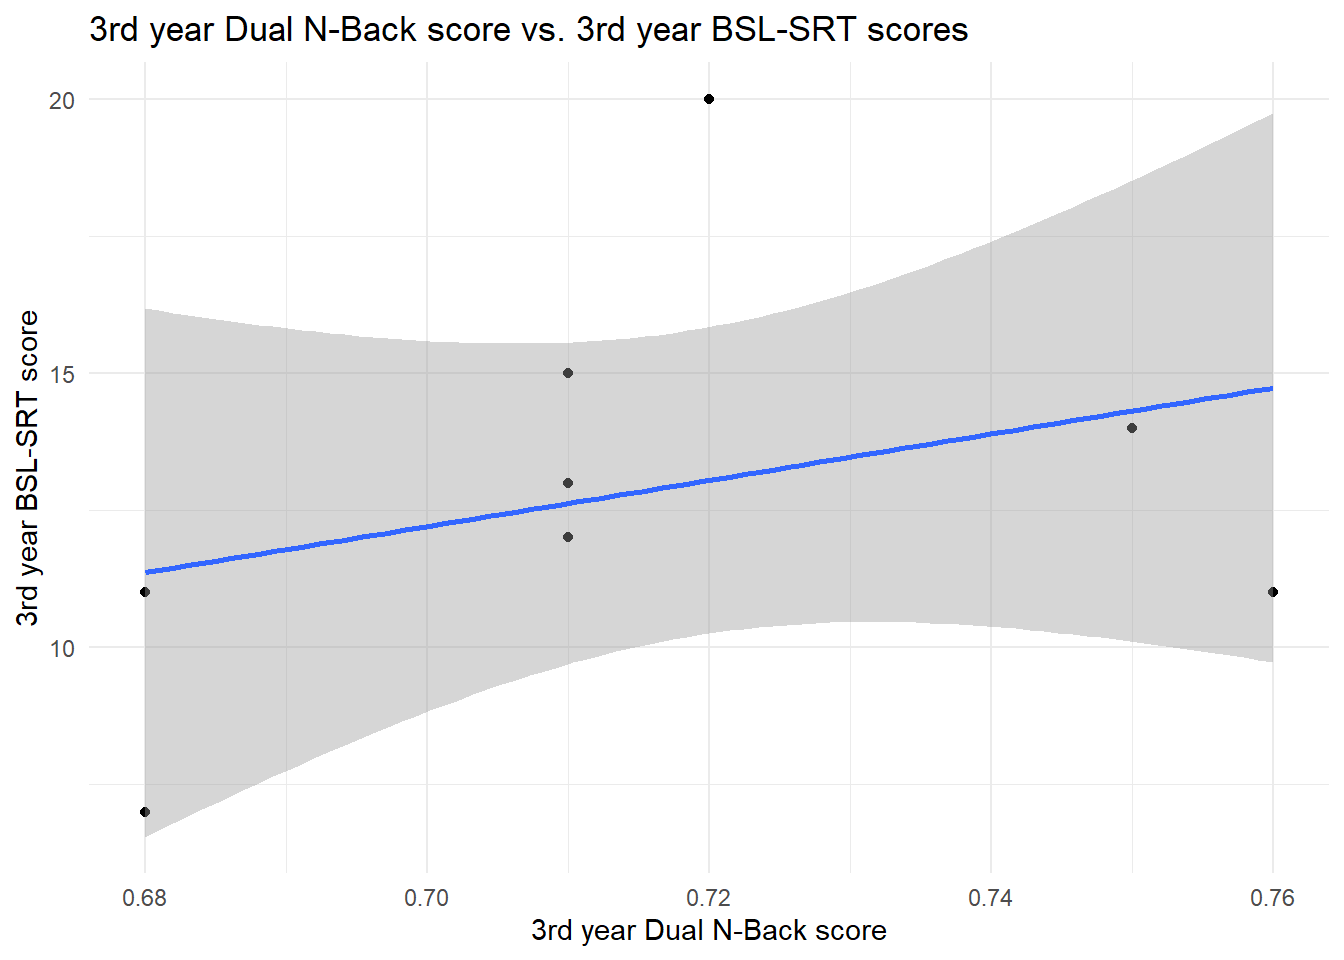 3rd year Dual N-Back score vs. 3rd year BSL-SRT scores
20
15
10
3rd year BSL-SRT score
0.68 0.70 0.72 0.74 0.76
3rd year Dual N-Back score